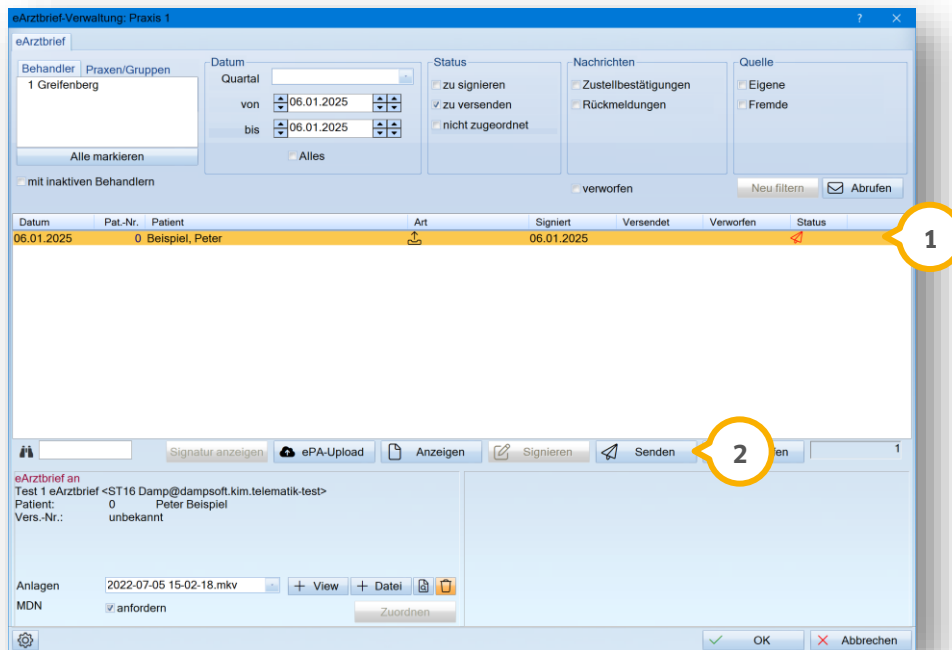 eArztbrief-Verwaltung: Praxis 1
eArztbrief
Behandler Praxen/Gruppen
1 Greifenberg
Alle markieren
mit inaktiven Behandlern
Datum
Quartal
von 06.01.2025
bis 06.01.2025
Alles
Status
zu signieren
zu versenden
nicht zugeordnet
Nachrichten
Zustellbestätigungen
Rückmeldungen
verworfen
Quelle
Eigene
Fremde
Neu filtern Abrufen
Datum Pat.-Nr. Patient Art Signiert Versendet Verworfen Status
06.01.2025 0 Beispiel, Peter 06.01.2025
1
Signatur anzeigen ePA-Upload Anzeigen Signieren Senden 1
2
eArztbrief an
Test 1 eArztbrief <ST16 Damp@dampsoft.kim.telematik-test>
Patient: 0 Peter Beispiel
Vers.-Nr.: unbekannt
Anlagen 2022-07-05 15-02-18.mkv + View + Datei
MDN anfordern Zuordnen
OK Abbrechen